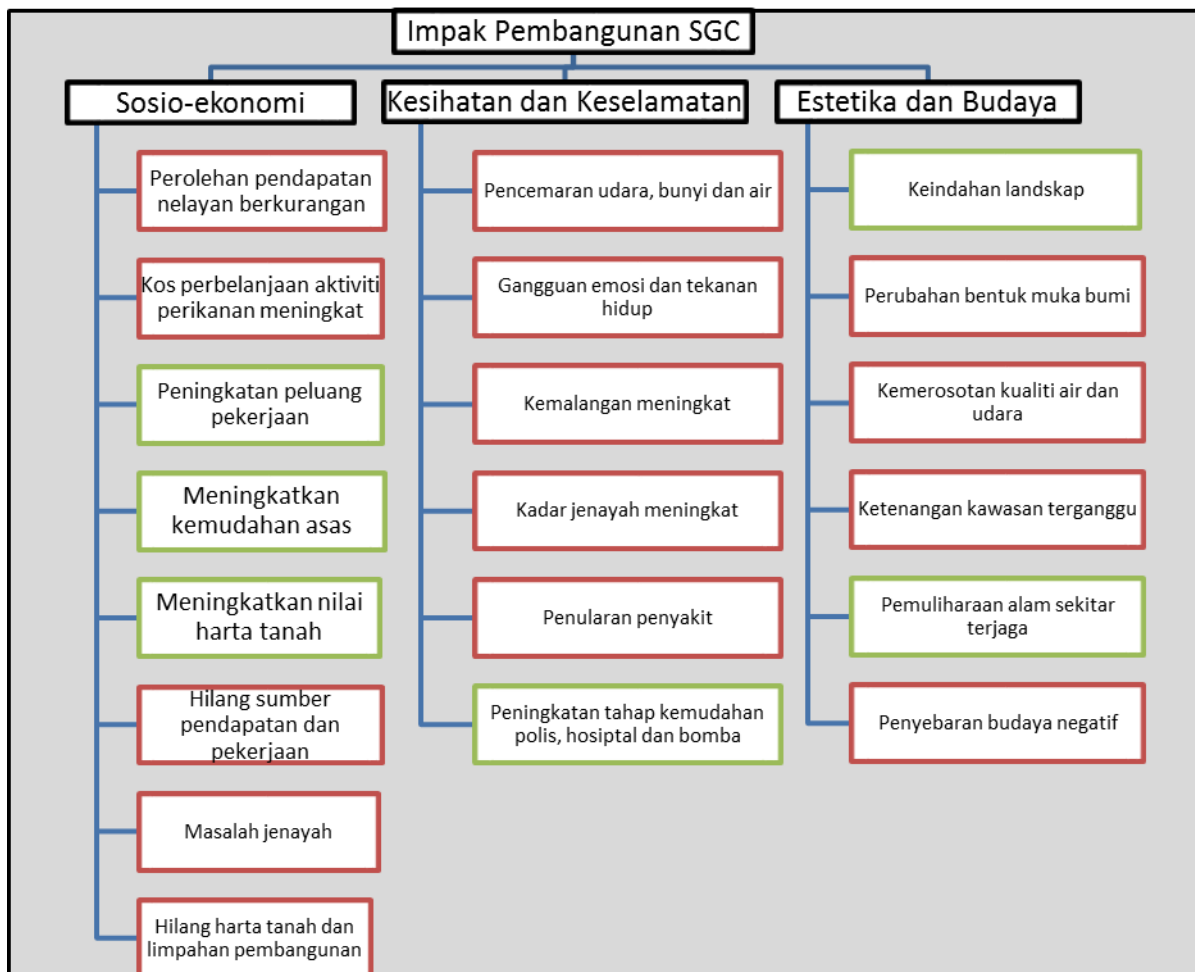 Impak Pembangunan SGC
Sosio-ekonomi
Perolehan pendapatan
nelayan berkurangan
Kos perbelanjaan aktiviti
perikanan meningkat
Peningkatan peluang
pekerjaan
Meningkatkan
kemudahan asas
Meningkatkan nilai
harta tanah
Hilang sumber
pendapatan dan
pekerjaan
Masalah jenayah
Hilang harta tanah dan
limpahan pembangunan
Kesihatan dan Keselamatan
Pencemaran udara, bunyi dan air
Gangguan emosi dan tekanan
hidup
Kemalangan meningkat
Kadar jenayah meningkat
Penularan penyakit
Peningkatan tahap kemudahan
polis, hosiptal dan bomba
Estetika dan Budaya
Keindahan landskap
Perubahan bentuk muka bumi
Kemerosotan kualiti air dan
udara
Ketenangan kawasan terganggu
Pemuliharaan alam sekitar
terjaga
Penyebaran budaya negatif